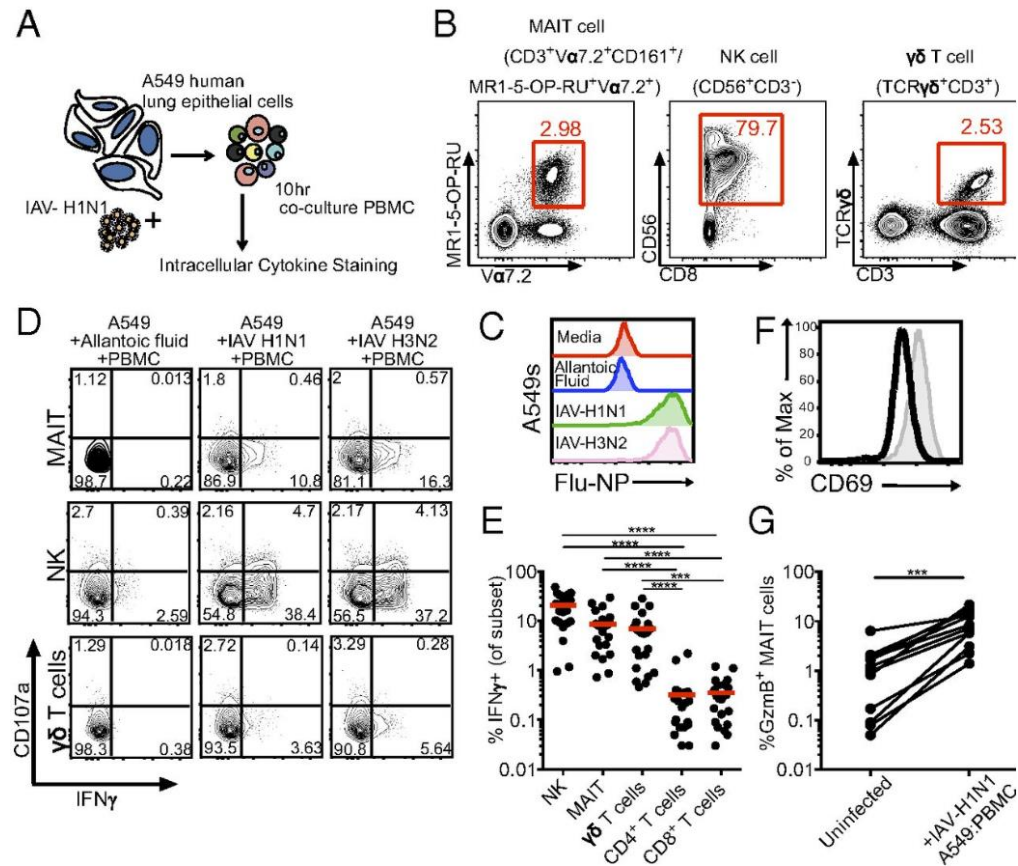 A
A549 human
lung epithelial cells
IAV- H1N1
+
10hr
co-culture PBMC
Intracellular Cytokine Staining
B
MAIT cell
(CD3⁺Vα7.2⁺CD161⁺/
MR1-5-OP-RU⁺Vα7.2⁺)
NK cell
(CD56⁺CD3⁻)
γδ T cell
(TCRγδ⁺CD3⁺)
2.98
79.7
2.53
MR1-5-OP-RU
Vα7.2
CD56
CD8
TCRγδ
CD3
D
A549
+Allantoic fluid
+PBMC
A549
+IAV H1N1
+PBMC
A549
+IAV H3N2
+PBMC
MAIT
1.12 0.013
98.7 0.22
1.8 0.46
86.9 10.8
2 0.57
81.1 16.3
NK
2.7 0.39
94.3 2.59
2.16 4.7
54.8 38.4
2.17 4.13
56.5 37.2
γδ T cells
1.29 0.018
98.3 0.38
2.72 0.14
93.5 3.63
3.29 0.28
90.8 5.64
CD107a
IFNγ
C
A549s
Media
Allantoic
Fluid
IAV-H1N1
IAV-H3N2
Flu-NP
F
% of Max
100
80
60
40
20
0
CD69
E
****
****
****
****
***
****
% IFNγ+ (of subset)
100
10
1
0.1
0.01
NK
MAIT
γδ T cells
CD4⁺ T cells
CD8⁺ T cells
G
***
%GzmB⁺ MAIT cells
100
10
1
0.1
0.01
Uninfected
+IAV-H1N1
A549:PBMC